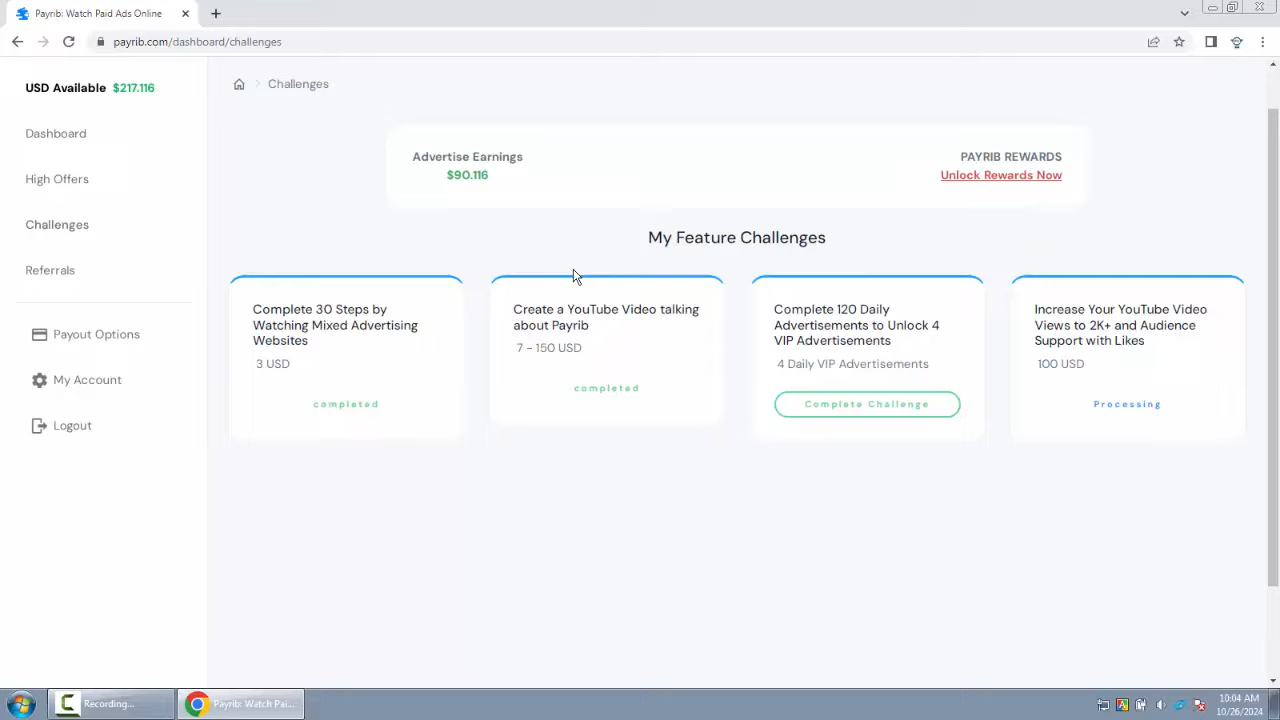 Payrib: Watch Paid Ads Online
payrib.com/dashboard/challenges
USD Available $217.116
Dashboard
High Offers
Challenges
Referrals
Payout Options
My Account
Logout
Challenges
Advertise Earnings
$90.116
PAYRIB REWARDS
Unlock Rewards Now
My Feature Challenges
Complete 30 Steps by
Watching Mixed Advertising
Websites
3 USD
completed
Create a YouTube Video talking
about Payrib
7 - 150 USD
completed
Complete 120 Daily
Advertisements to Unlock 4
VIP Advertisements
4 Daily VIP Advertisements
Complete Challenge
Increase Your YouTube Video
Views to 2K+ and Audience
Support with Likes
100 USD
Processing
Recording...
Payrib: Watch Pai...
10:04 AM
10/26/2024